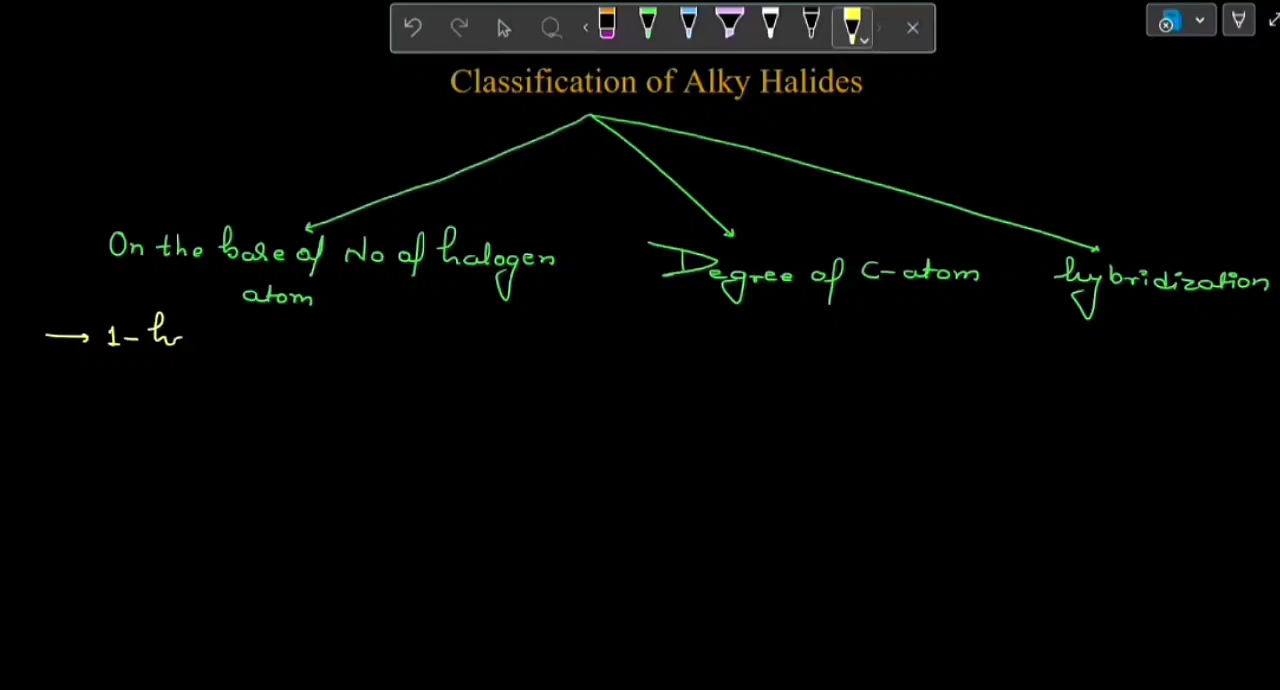 Classification of Alky Halides
On the base of No of halogen
atom
Degree of C-atom
hybridization
→ 1-h